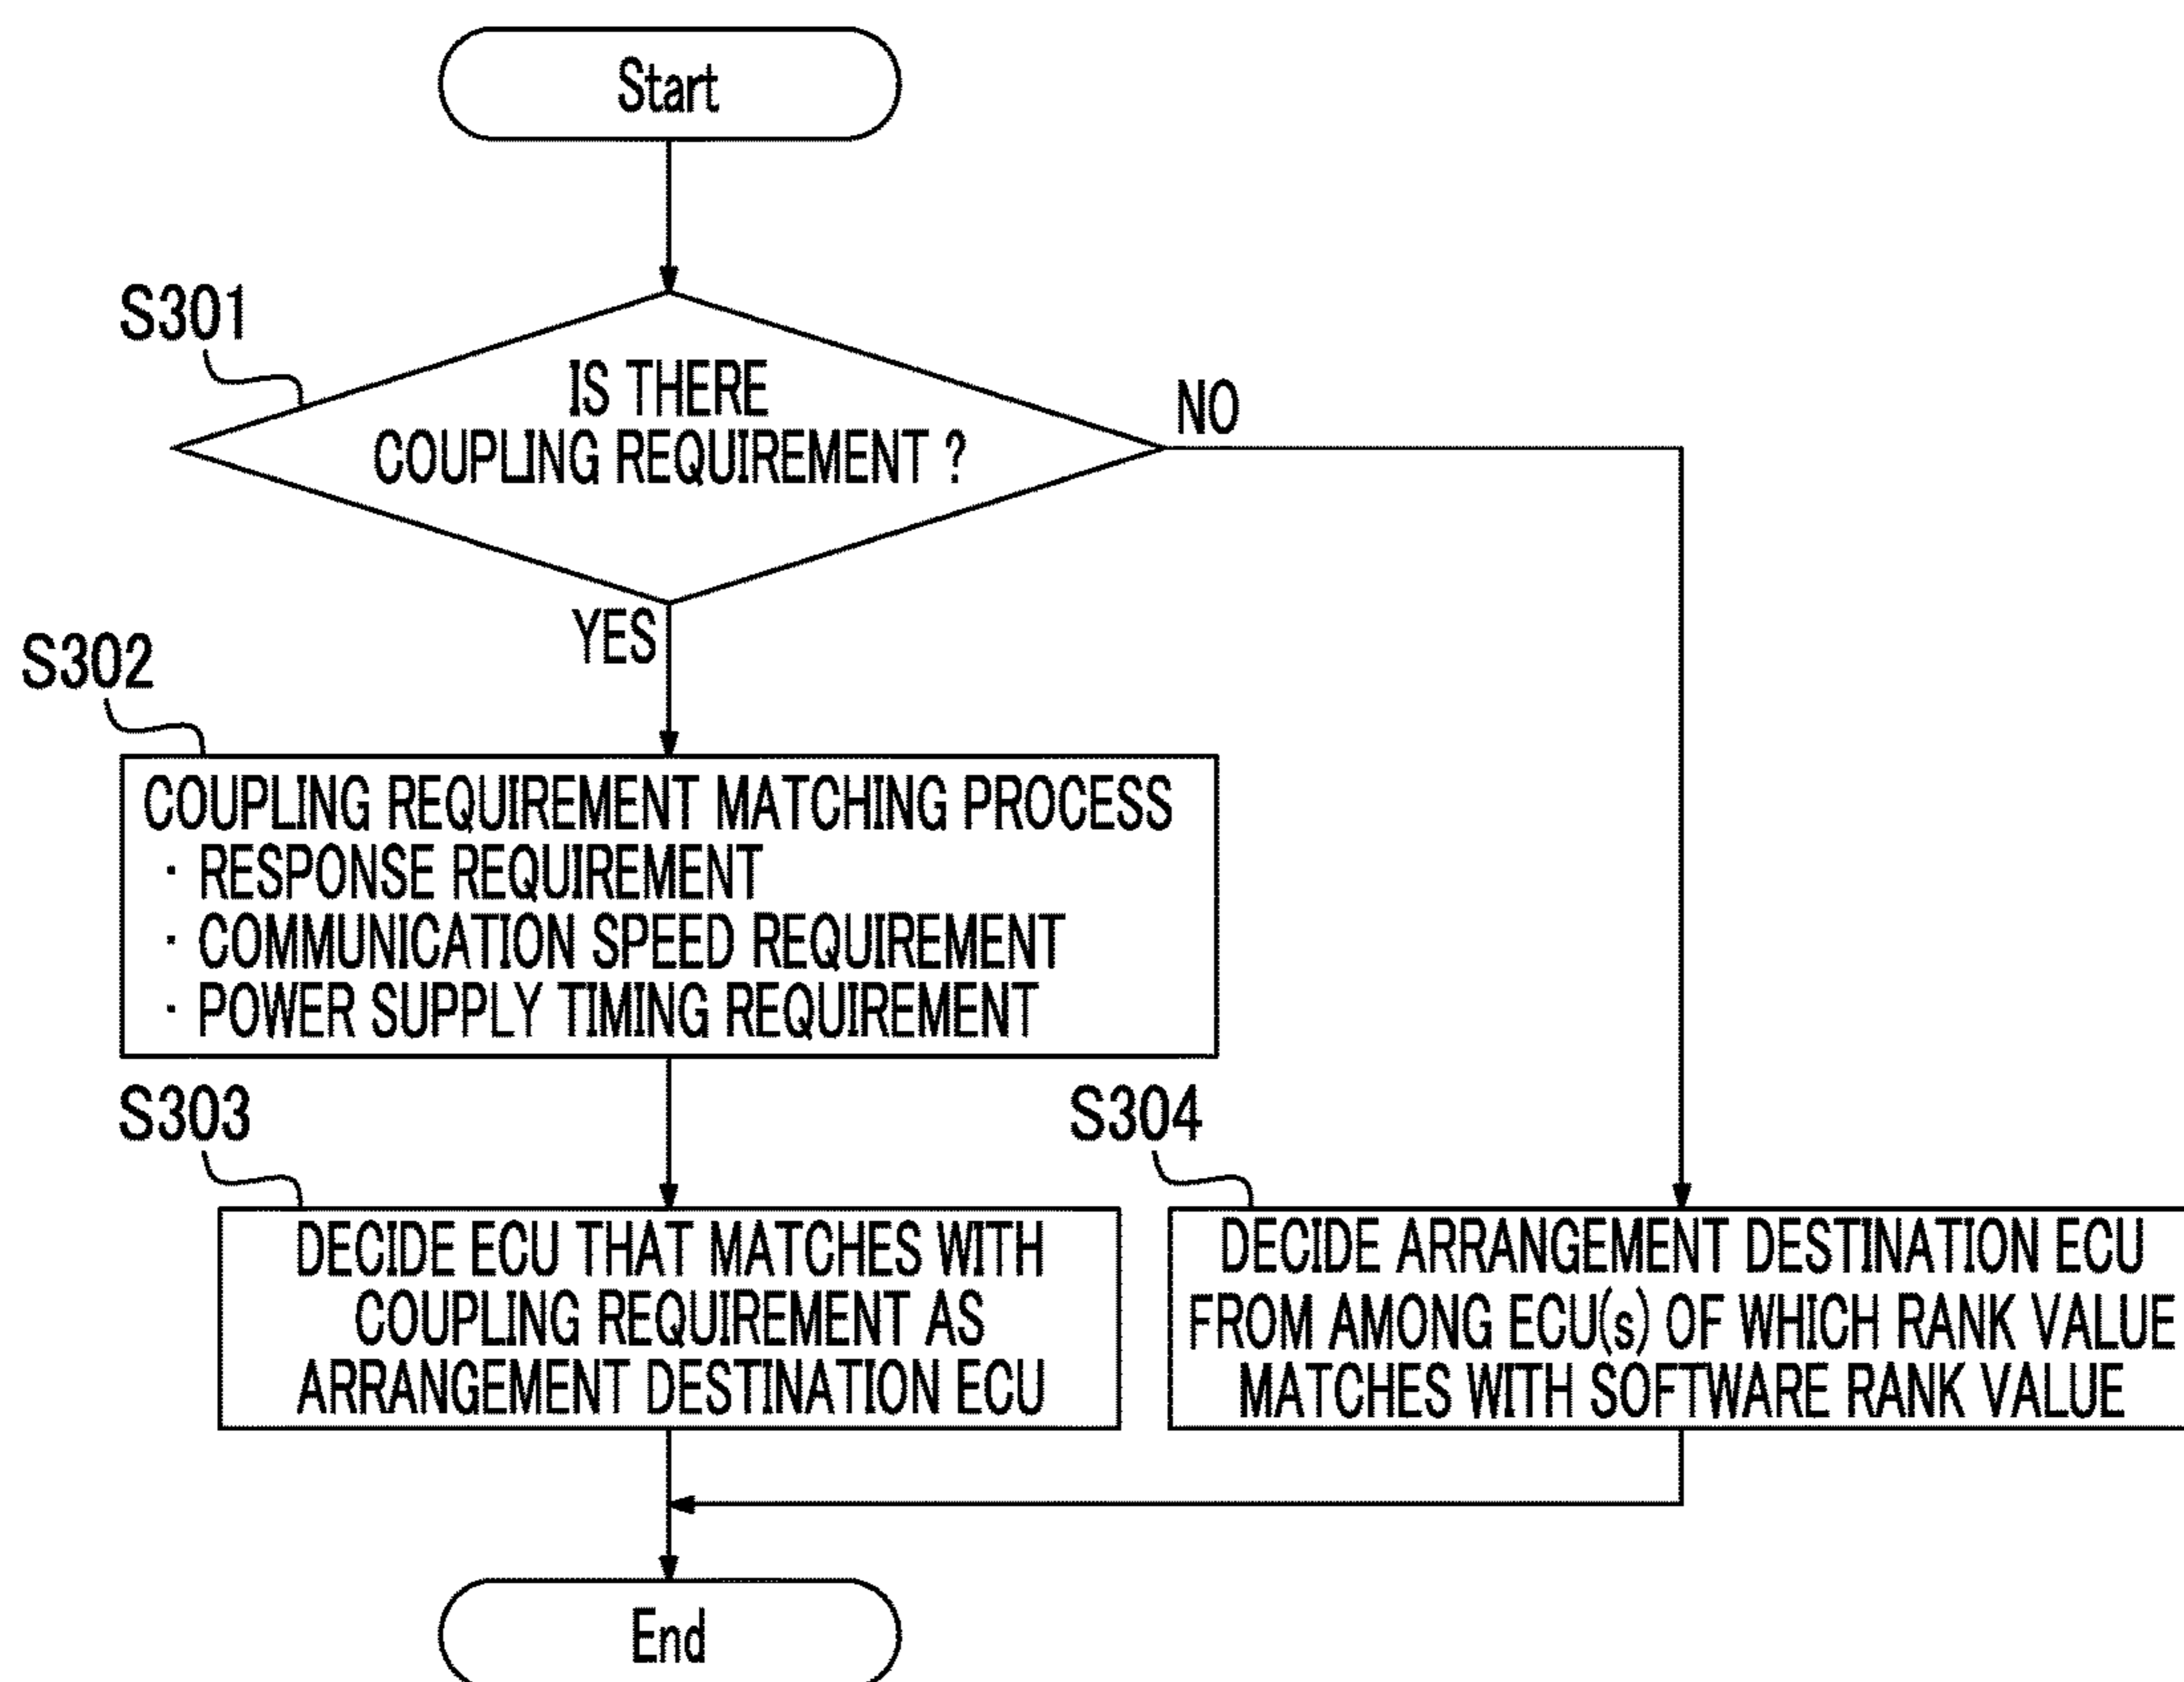 Start
S301
IS THERE
COUPLING REQUIREMENT ?
NO
YES
S302
COUPLING REQUIREMENT MATCHING PROCESS
· RESPONSE REQUIREMENT
· COMMUNICATION SPEED REQUIREMENT
· POWER SUPPLY TIMING REQUIREMENT
S303
DECIDE ECU THAT MATCHES WITH
COUPLING REQUIREMENT AS
ARRANGEMENT DESTINATION ECU
S304
DECIDE ARRANGEMENT DESTINATION ECU
FROM AMONG ECU(s) OF WHICH RANK VALUE
MATCHES WITH SOFTWARE RANK VALUE
End